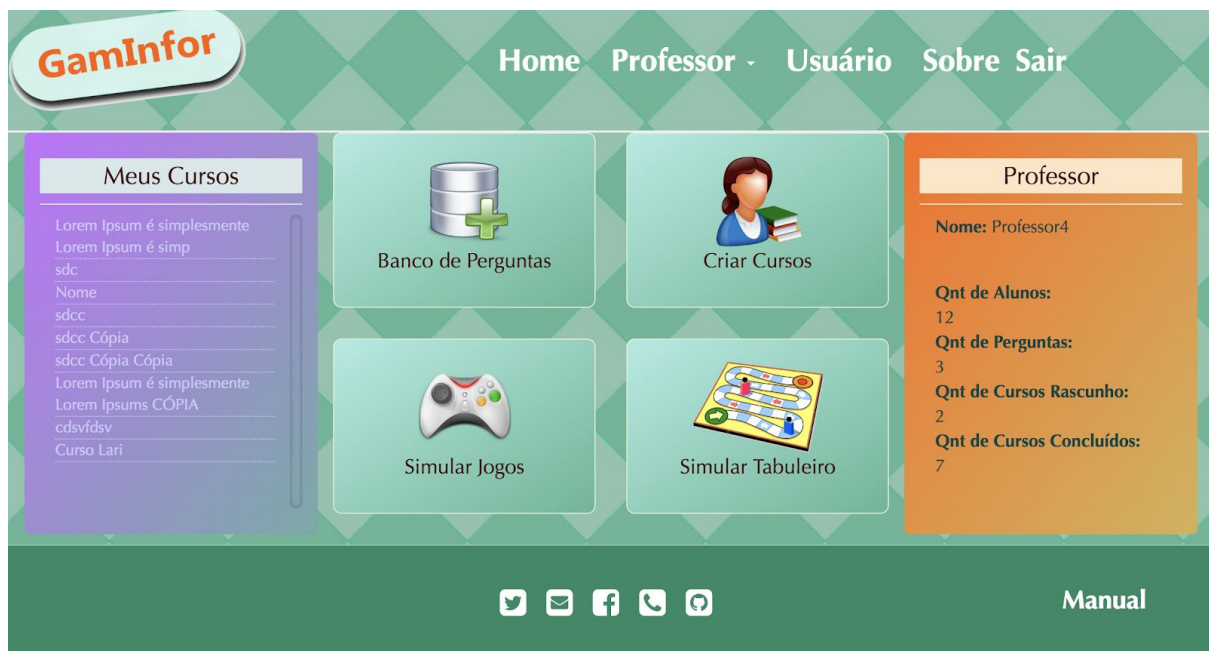 GamInfor
Home Professor Usuário Sobre Sair
Meus Cursos
Lorem Ipsum é simplesmente
Lorem Ipsum é simp
sdc
Nome
sdcc
sdcc Cópia
sdcc Cópia Cópia
Lorem Ipsum é simplesmente
Lorem Ipsums CÓPIA
cdsvfdsv
Curso Lari
Banco de Perguntas
Criar Cursos
Simular Jogos
Simular Tabuleiro
Professor
Nome: Professor4
Qnt de Alunos:
12
Qnt de Perguntas:
3
Qnt de Cursos Rascunho:
2
Qnt de Cursos Concluídos:
7
Manual